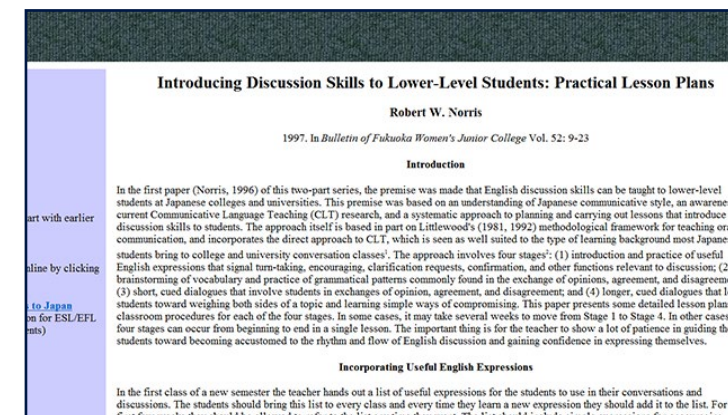 Introducing Discussion Skills to Lower-Level Students: Practical Lesson Plans
Robert W. Norris
1997. In Bulletin of Fukuoka Women's Junior College Vol. 52: 9-23
Introduction
In the first paper (Norris, 1996) of this two-part series, the premise was made that English discussion skills can be taught to lower-level
students at Japanese colleges and universities. This premise was based on an understanding of Japanese communicative style, an awarenes
current Communicative Language Teaching (CLT) research, and a systematic approach to planning and carrying out lessons that introduce
art with earlier
discussion skills to students. The approach itself is based in part on Littlewood's (1981, 1992) methodological framework for teaching ora
communication, and incorporates the direct approach to CLT, which is seen as well suited to the type of learning background most Japanes
students bring to college and university conversation classes¹. The approach involves four stages²: (1) introduction and practice of useful
nline by clicking
English expressions that signal turn-taking, encouraging, clarification requests, confirmation, and other functions relevant to discussion; (2
brainstorming of vocabulary and practice of grammatical patterns commonly found in the exchange of opinions, agreement, and disagreeme
(3) short, cued dialogues that involve students in exchanges of opinion, agreement, and disagreement; and (4) longer, cued dialogues that l
to Japan
students toward weighing both sides of a topic and learning simple ways of compromising. This paper presents some detailed lesson plan
on for ESL/EFL
classroom procedures for each of the four stages. In some cases, it may take several weeks to move from Stage 1 to Stage 4. In other cases
ents)
four stages can occur from beginning to end in a single lesson. The important thing is for the teacher to show a lot of patience in guiding th
students toward becoming accustomed to the rhythm and flow of English discussion and gaining confidence in expressing themselves.
Incorporating Useful English Expressions
In the first class of a new semester the teacher hands out a list of useful expressions for the students to use in their conversations and
discussions. The students should bring this list to every class and every time they learn a new expression they should add it to the list. For